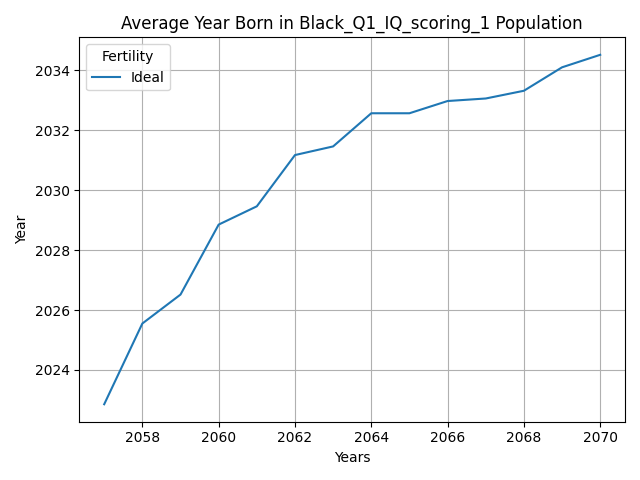 Average Year Born in Black_Q1_IQ_scoring_1 Population
Fertility
Ideal
2034
2032
2030
2028
2026
2024
Year
2058 2060 2062 2064 2066 2068 2070
Years